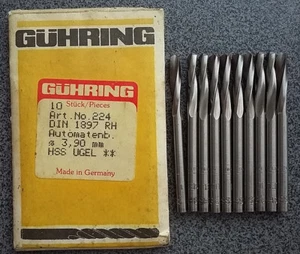 GÜHRING
GÜHRING
10 Stück/Pieces
Art.No.224
DIN 1897 RH
Automatenb.
ø 3,90 mm
HSS UGEL **
Made in Germany